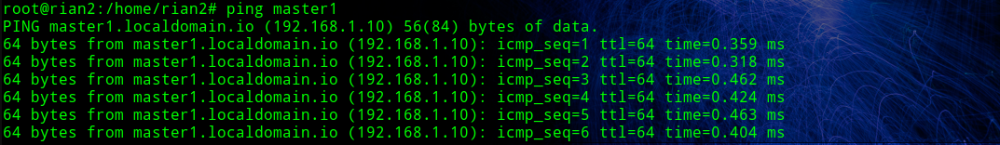 root@rian2:/home/rian2# ping master1
PING master1.localdomain.io (192.168.1.10) 56(84) bytes of data.
64 bytes from master1.localdomain.io (192.168.1.10): icmp_seq=1 ttl=64 time=0.359 ms
64 bytes from master1.localdomain.io (192.168.1.10): icmp_seq=2 ttl=64 time=0.318 ms
64 bytes from master1.localdomain.io (192.168.1.10): icmp_seq=3 ttl=64 time=0.462 ms
64 bytes from master1.localdomain.io (192.168.1.10): icmp_seq=4 ttl=64 time=0.424 ms
64 bytes from master1.localdomain.io (192.168.1.10): icmp_seq=5 ttl=64 time=0.463 ms
64 bytes from master1.localdomain.io (192.168.1.10): icmp_seq=6 ttl=64 time=0.404 ms